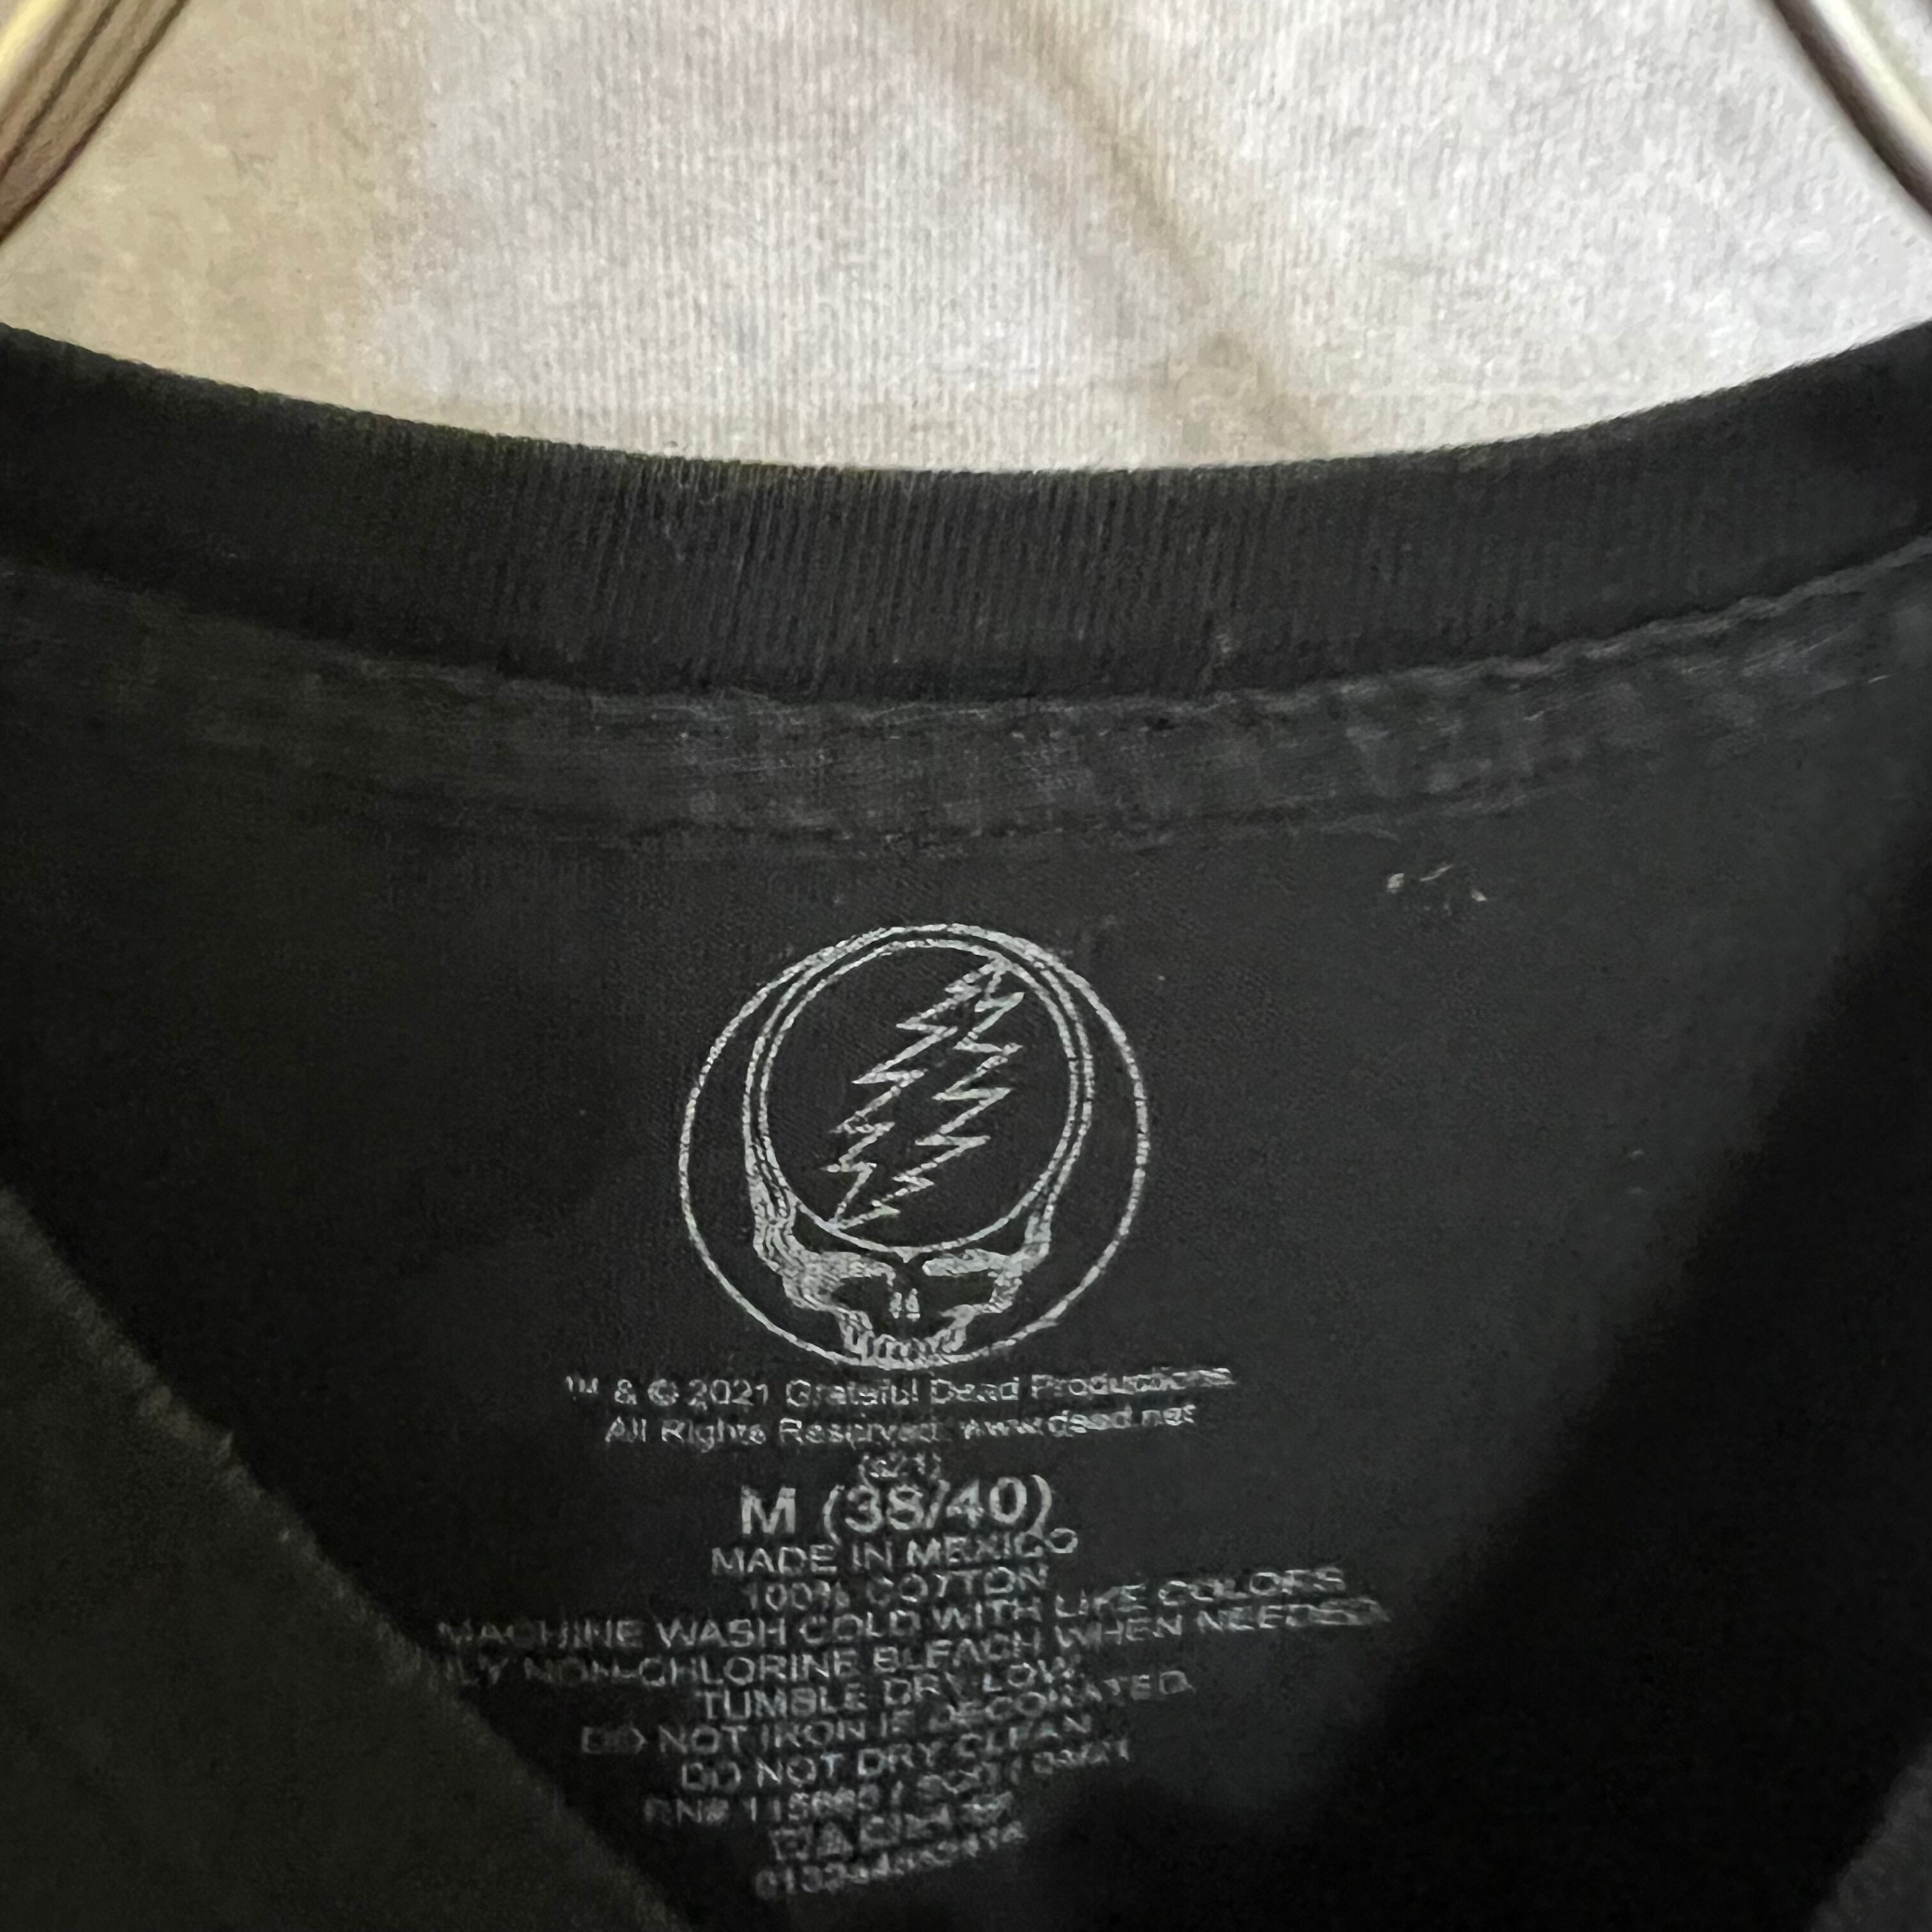 ™ & © 2021 Grateful Dead Productions
All Rights Reserved. www.dead.net
(s21)
M (38/40)
MADE IN MEXICO
100% COTTON
MACHINE WASH COLD WITH LIKE COLORS
NON-CHLORINE BLEACH WHEN NEEDED
TUMBLE DRY LOW
DO NOT IRON IF DECORATED
DO NOT DRY CLEAN
RN#